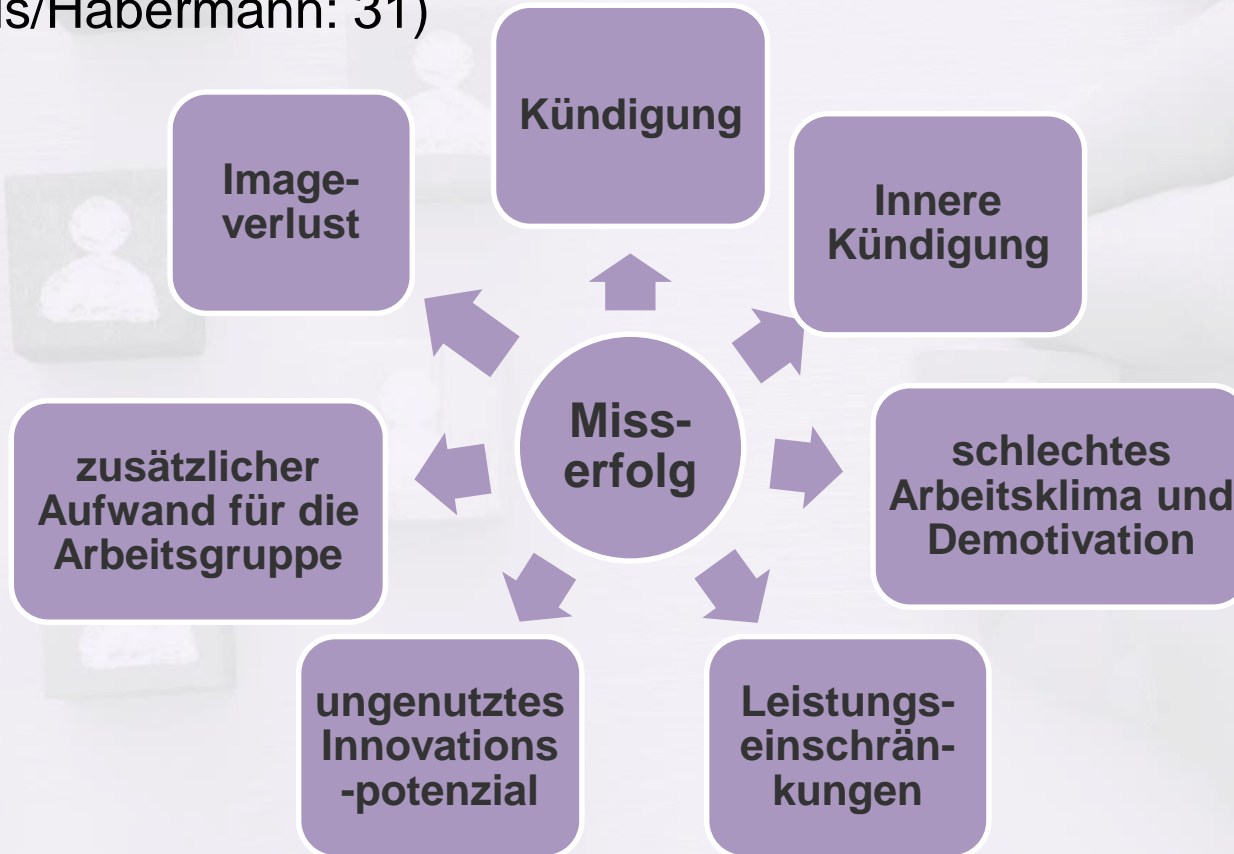 /Habermann: 31)
Kündigung
Image-
verlust
Innere
Kündigung
Miss-
erfolg
zusätzlicher
Aufwand für die
Arbeitsgruppe
schlechtes
Arbeitsklima und
Demotivation
ungenutztes
Innovations
-potenzial
Leistungs-
einschrän-
kungen